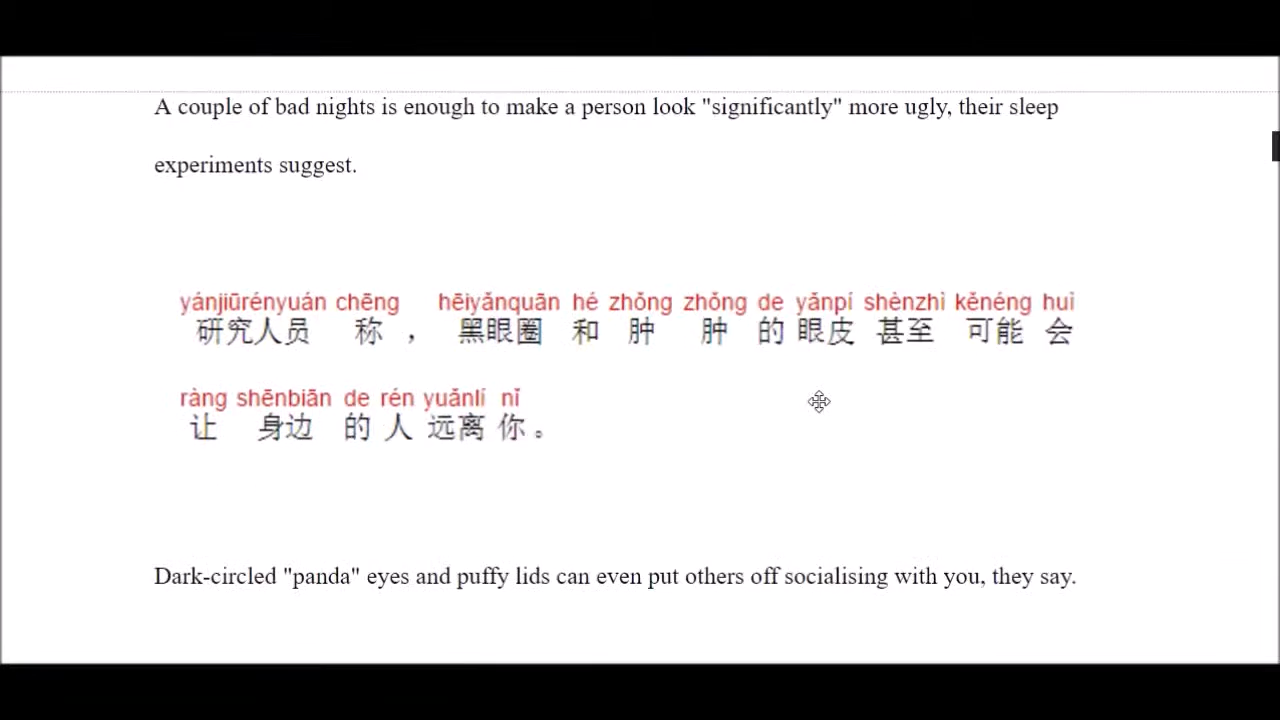 A couple of bad nights is enough to make a person look "significantly" more ugly, their sleep
experiments suggest.
yánjiūrényuán chēng hēiyǎnquān hé zhǒng zhǒng de yǎnpí shènzhì kěnéng huì
研究人员 称 ， 黑眼圈 和 肿 肿 的 眼皮 甚至 可能 会
ràng shēnbiān de rén yuǎnlí nǐ
让 身边 的 人 远离 你 。
Dark-circled "panda" eyes and puffy lids can even put others off socialising with you, they say.